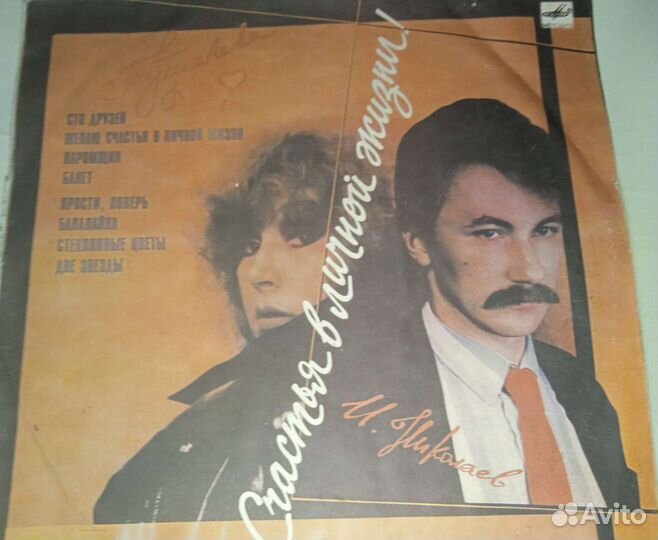 А. Пугачева
СТО ДРУЗЕЙ
ЖЕЛАЮ СЧАСТЬЯ В ЛИЧНОЙ ЖИЗНИ
ПАРОМЩИК
БАЛЕТ
ПРОСТИ, ПОВЕРЬ
БАЛАЛАЙКА
СТЕКЛЯННЫЕ ЦВЕТЫ
ДВЕ ЗВЕЗДЫ
Счастья в личной жизни!
И. Николаев
Avito